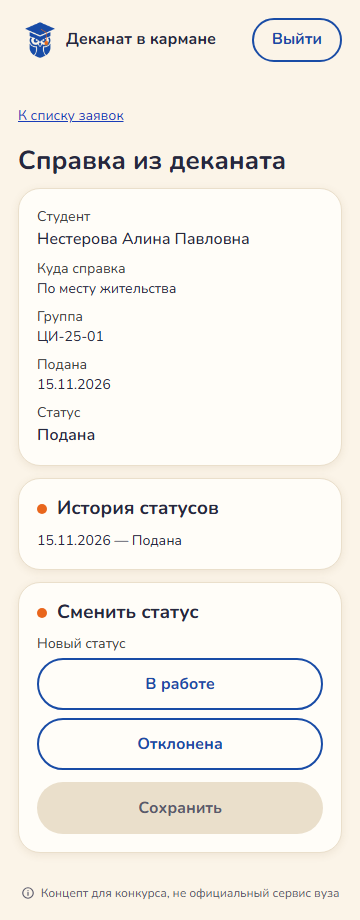 Деканат в кармане
Выйти
К списку заявок
Справка из деканата
Студент
Нестерова Алина Павловна
Куда справка
По месту жительства
Группа
ЦИ-25-01
Подана
15.11.2026
Статус
Подана
История статусов
15.11.2026 — Подана
Сменить статус
Новый статус
В работе
Отклонена
Сохранить
Концепт для конкурса, не официальный сервис вуза